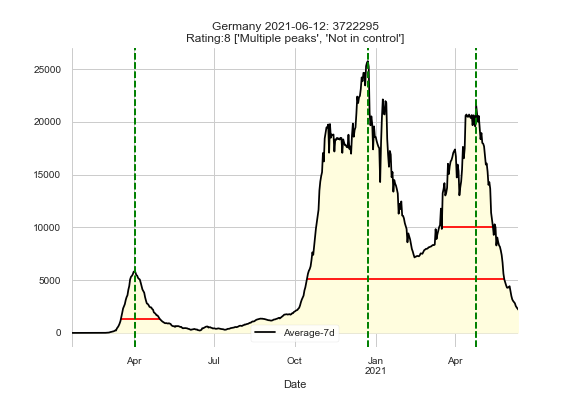 Germany 2021-06-12: 3722295
Rating:8 ['Multiple peaks', 'Not in control']
25000
20000
15000
10000
5000
0
Average-7d
Apr
Jul
Oct
Jan
2021
Apr
Date